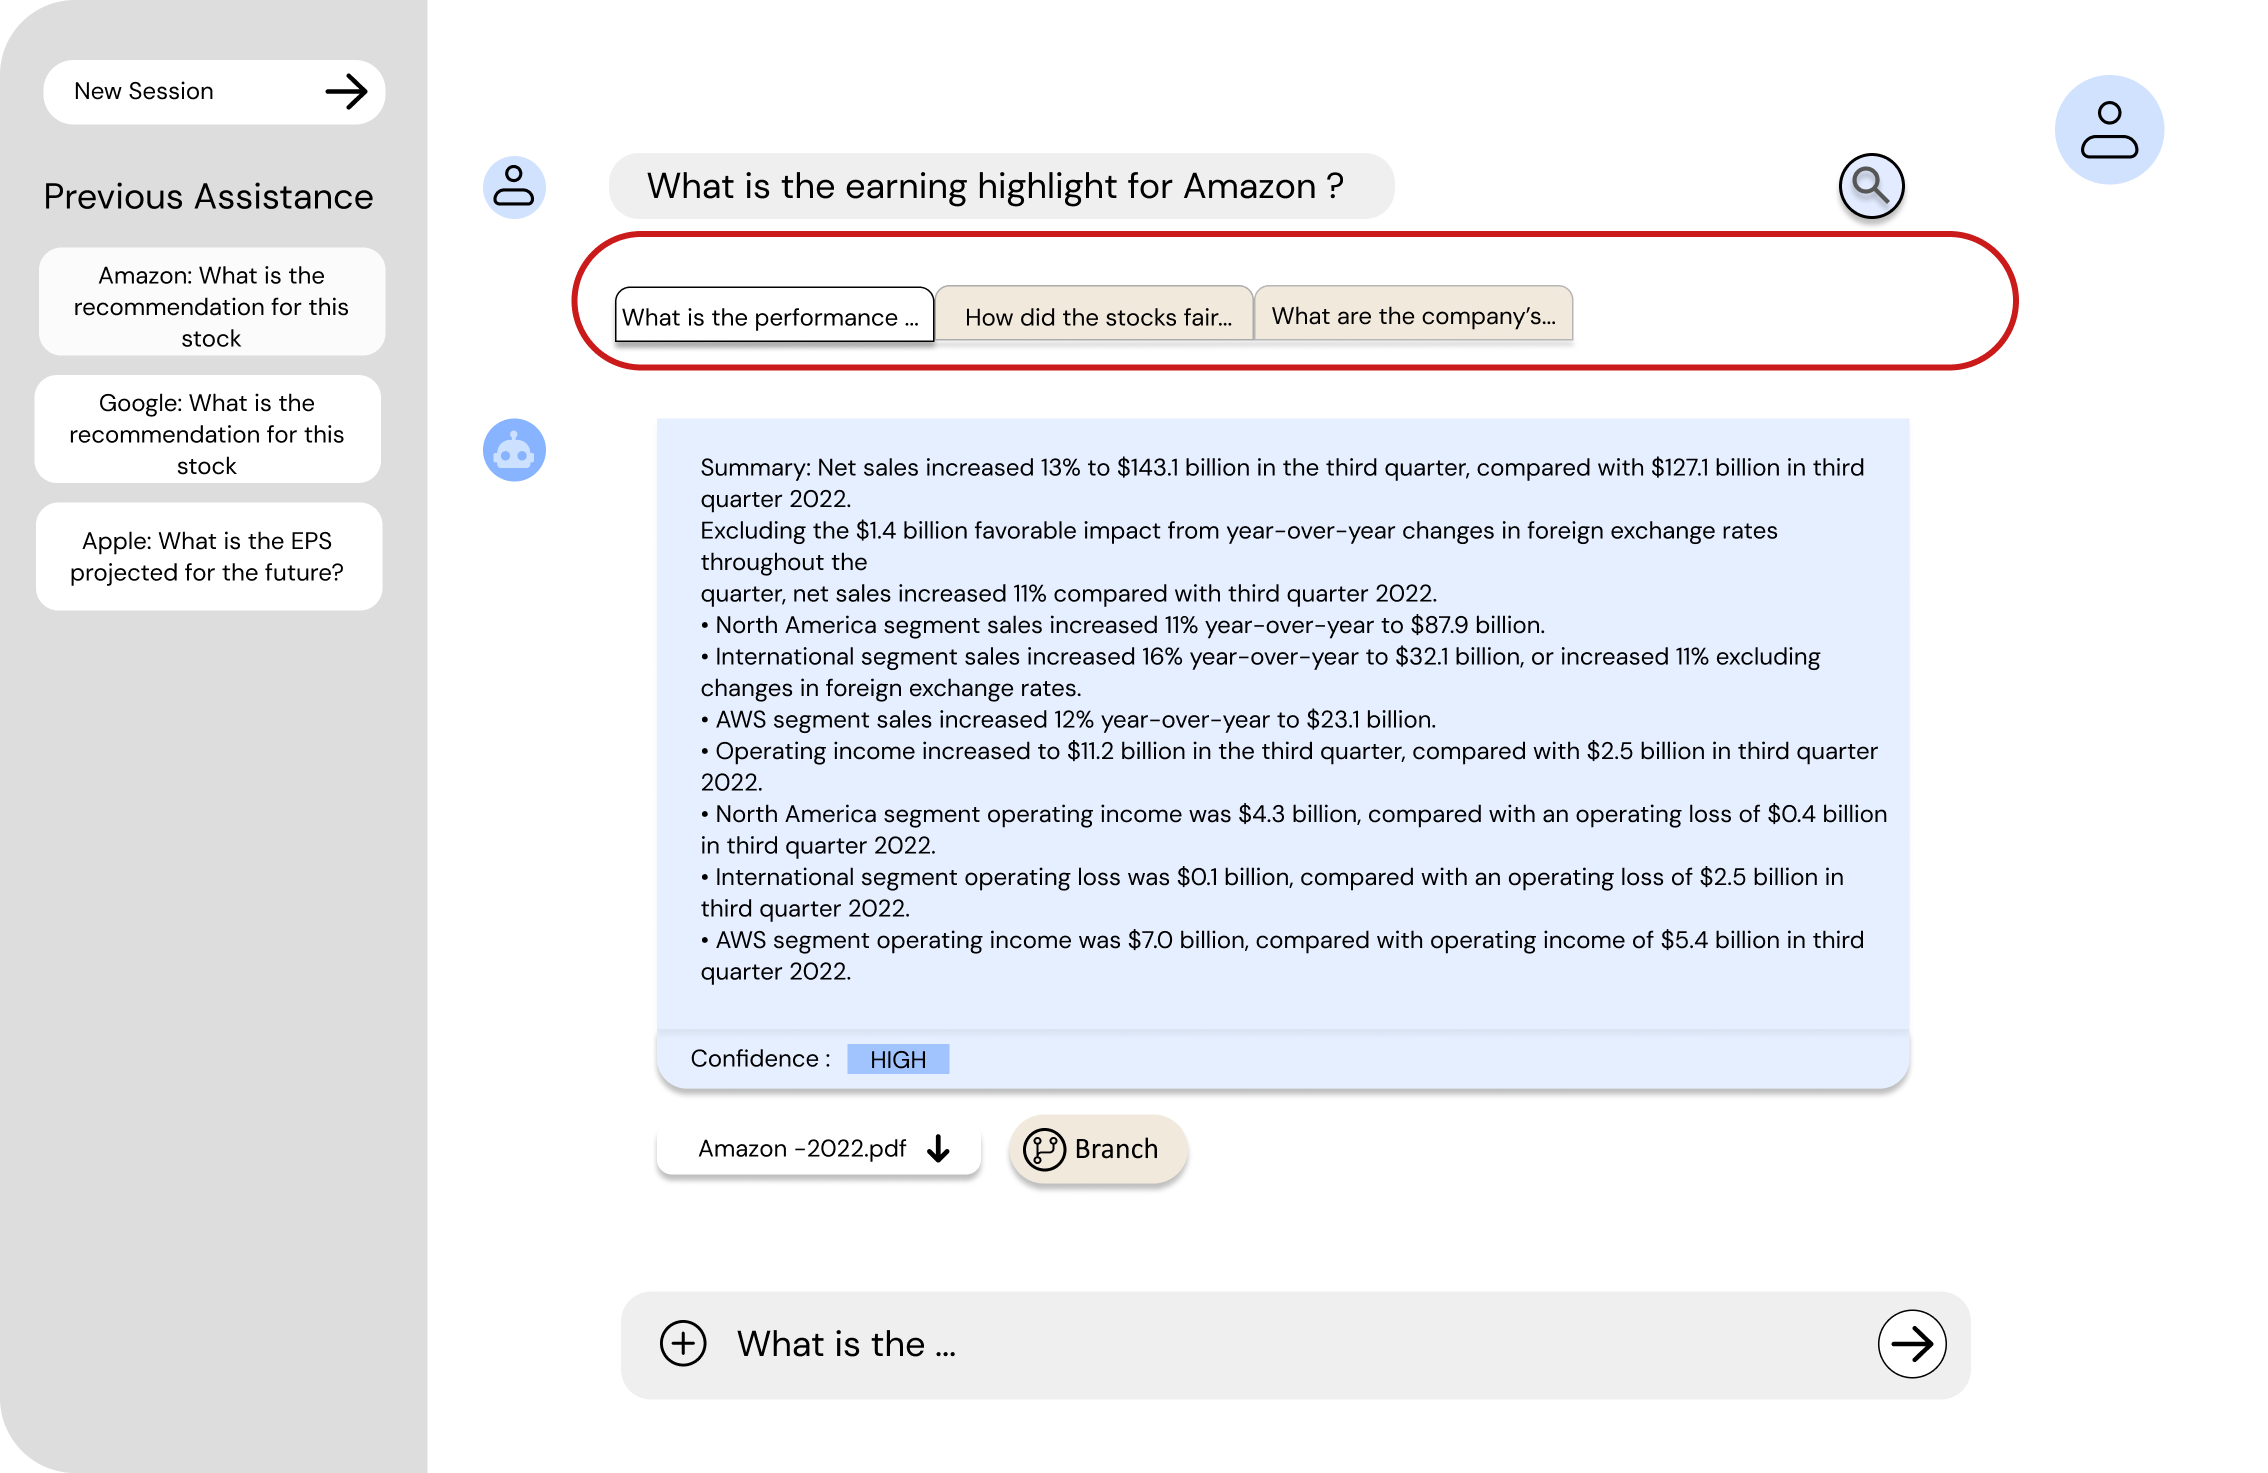 New Session
Previous Assistance
Amazon: What is the
recommendation for this
stock
Google: What is the
recommendation for this
stock
Apple: What is the EPS
projected for the future?
What is the earning highlight for Amazon ?
What is the performance ...
How did the stocks fair...
What are the company's...
Summary: Net sales increased 13% to $143.1 billion in the third quarter, compared with $127.1 billion in third
quarter 2022.
Excluding the $1.4 billion favorable impact from year-over-year changes in foreign exchange rates
throughout the
quarter, net sales increased 11% compared with third quarter 2022.
• North America segment sales increased 11% year-over-year to $87.9 billion.
• International segment sales increased 16% year-over-year to $32.1 billion, or increased 11% excluding
changes in foreign exchange rates.
• AWS segment sales increased 12% year-over-year to $23.1 billion.
• Operating income increased to $11.2 billion in the third quarter, compared with $2.5 billion in third quarter
2022.
• North America segment operating income was $4.3 billion, compared with an operating loss of $0.4 billion
in third quarter 2022.
• International segment operating loss was $0.1 billion, compared with an operating loss of $2.5 billion in
third quarter 2022.
• AWS segment operating income was $7.0 billion, compared with operating income of $5.4 billion in third
quarter 2022.
Confidence : HIGH
Amazon -2022.pdf
Branch
What is the ...